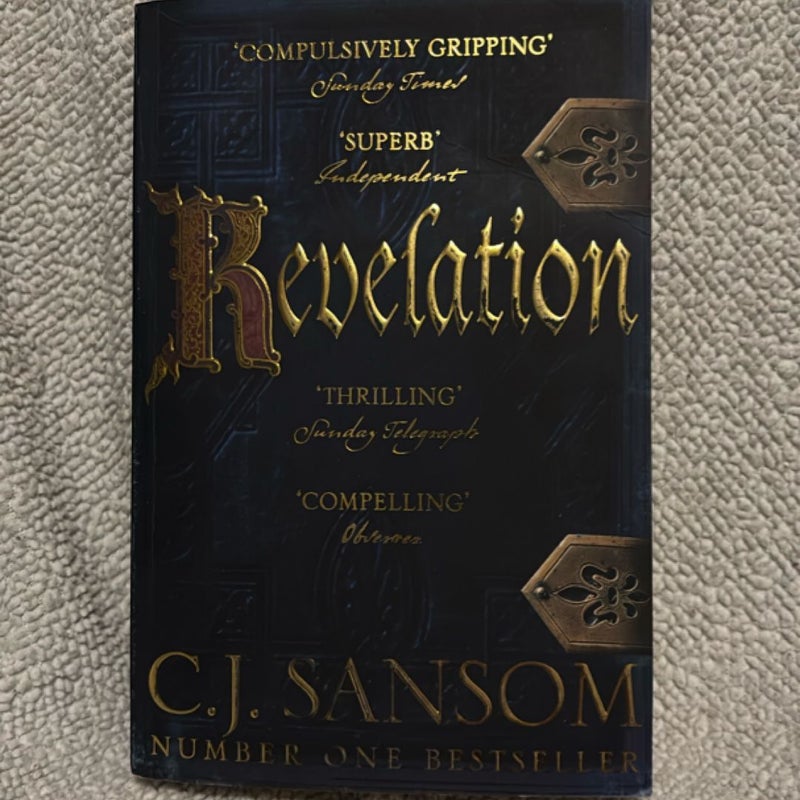 'COMPULSIVELY GRIPPING'
Sunday Times
'SUPERB'
Independent
Revelation
'THRILLING'
Sunday Telegraph
'COMPELLING'
Observer
C.J. SANSOM
NUMBER ONE BESTSELLER